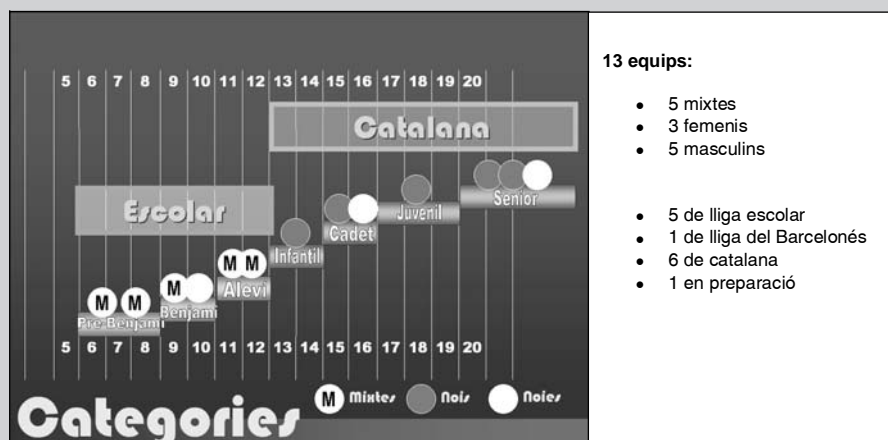 5 6 7 8 9 10 11 12 13 14 15 16 17 18 19 20
Catalana
Escolar
Senior
Juvenil
Cadet
Infantil
M M
Alevi
M
Benjami
M M
Pre-Benjami
5 6 7 8 9 10 11 12 13 14 15 16 17 18 19 20
M Mixtes Nois Noies
Categories
13 equips:
• 5 mixtes
• 3 femenis
• 5 masculins
• 5 de lliga escolar
• 1 de lliga del Barcelonés
• 6 de catalana
• 1 en preparació